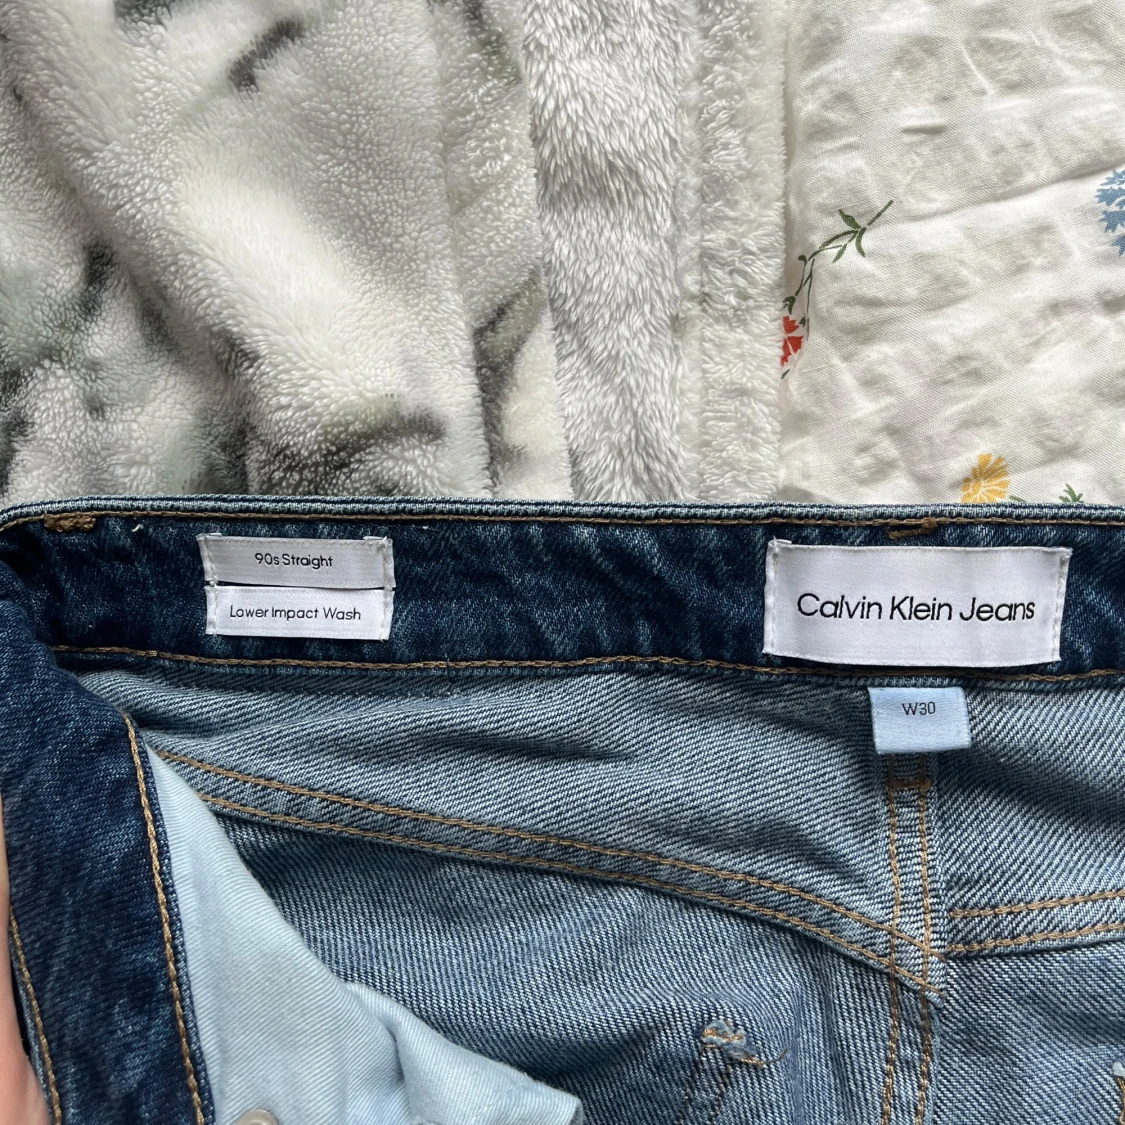 90s Straight
Lower Impact Wash
Calvin Klein Jeans
W30